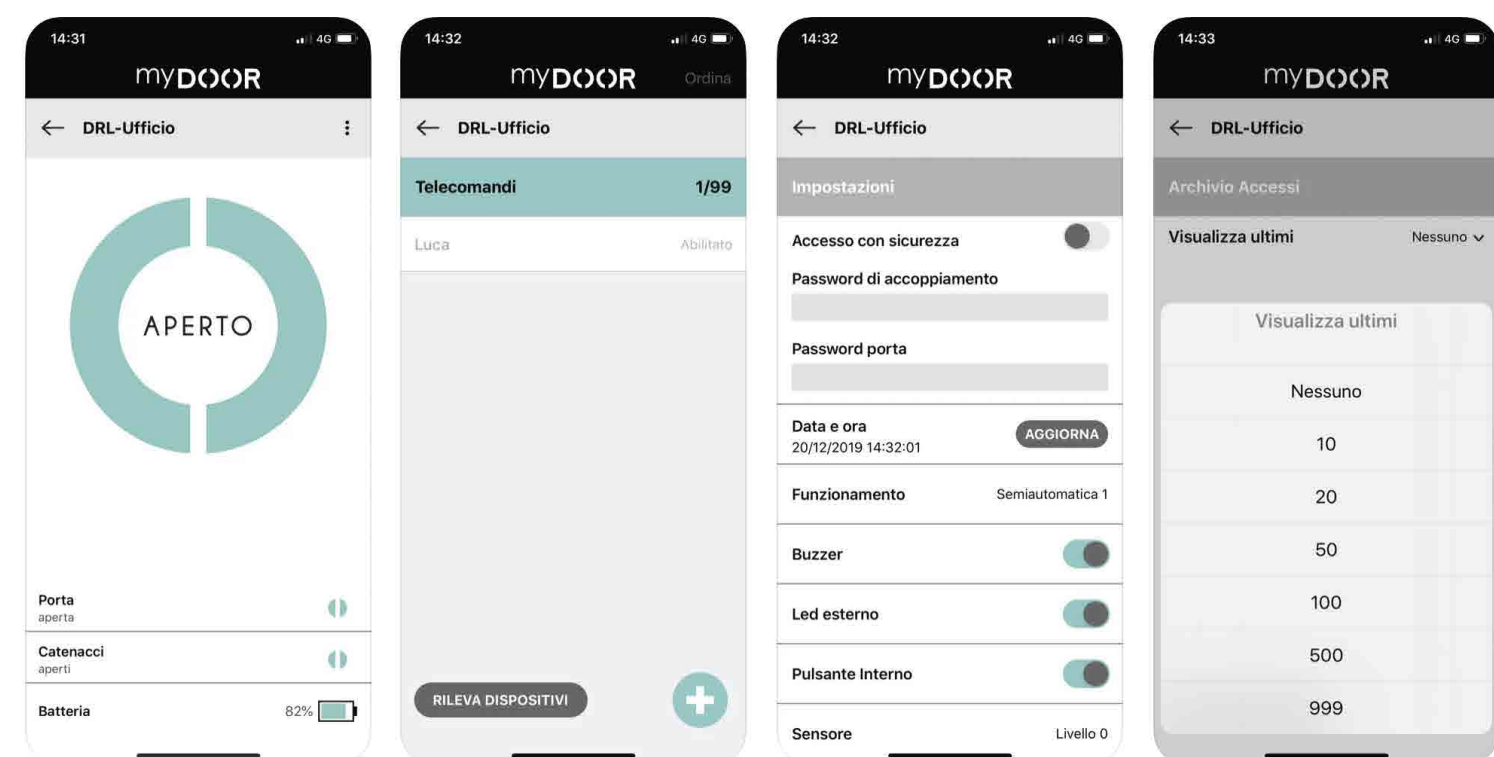 14:31
4G
myDOOR
DRL-Ufficio
APERTO
Porta
aperta
Catenacci
aperti
Batteria 82%
14:32
4G
myDOOR Ordina
DRL-Ufficio
Telecomandi 1/99
Luca Abilitato
RILEVA DISPOSITIVI
14:32
4G
myDOOR
DRL-Ufficio
Impostazioni
Accesso con sicurezza
Password di accoppiamento
Password porta
Data e ora
20/12/2019 14:32:01
AGGIORNA
Funzionamento Semiautomatica 1
Buzzer
Led esterno
Pulsante Interno
Sensore Livello 0
14:33
4G
myDOOR
DRL-Ufficio
Archivio Accessi
Visualizza ultimi Nessuno
Visualizza ultimi
Nessuno
10
20
50
100
500
999